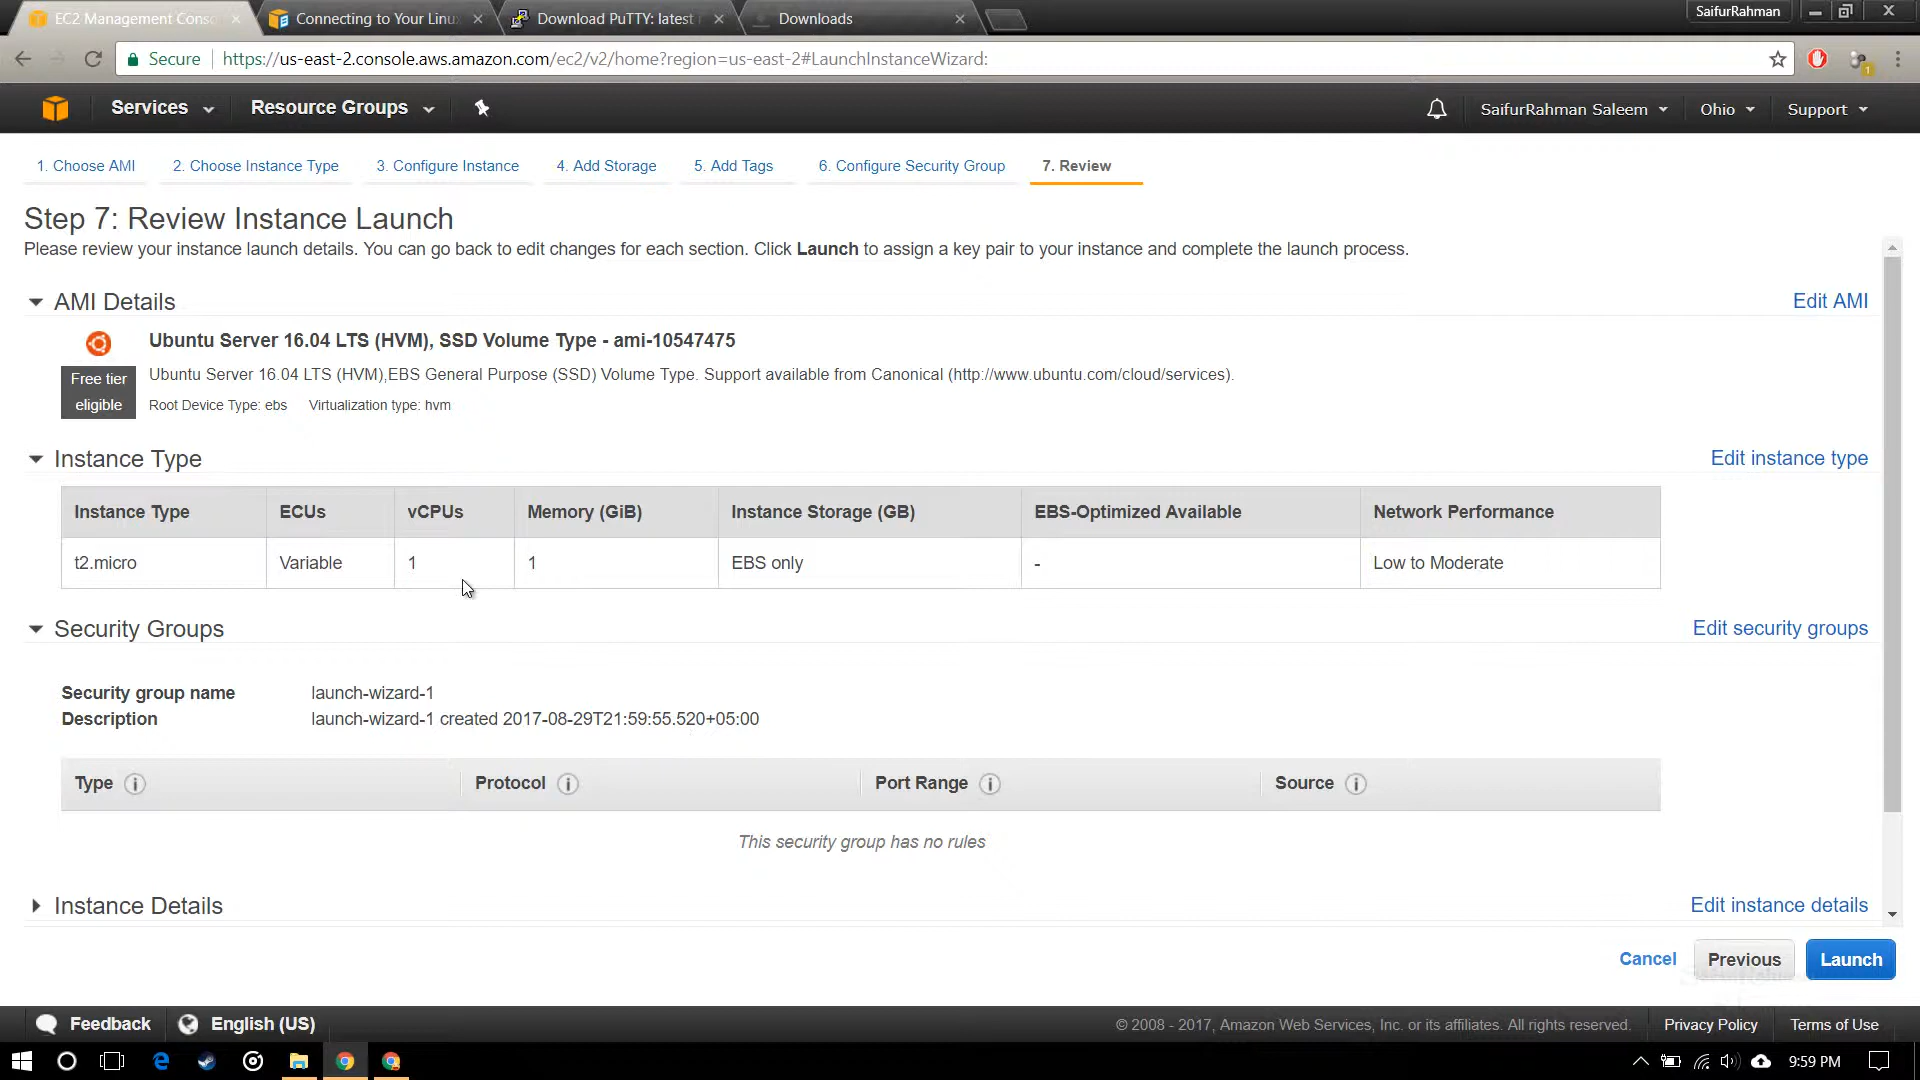 EC2 Management Conso
Connecting to Your Linu
Download PuTTY: latest r
Downloads
SaifurRahman
Secure
https://us-east-2.console.aws.amazon.com/ec2/v2/home?region=us-east-2#LaunchInstanceWizard:
1
Services
Resource Groups
SaifurRahman Saleem
Ohio
Support
1. Choose AMI
2. Choose Instance Type
3. Configure Instance
4. Add Storage
5. Add Tags
6. Configure Security Group
7. Review
Step 7: Review Instance Launch
Please review your instance launch details. You can go back to edit changes for each section. Click Launch to assign a key pair to your instance and complete the launch process.
AMI Details
Edit AMI
Free tier
eligible
Ubuntu Server 16.04 LTS (HVM), SSD Volume Type - ami-10547475
Ubuntu Server 16.04 LTS (HVM),EBS General Purpose (SSD) Volume Type. Support available from Canonical (http://www.ubuntu.com/cloud/services).
Root Device Type: ebs Virtualization type: hvm
Instance Type
Edit instance type
Instance Type ECUs vCPUs Memory (GiB) Instance Storage (GB) EBS-Optimized Available Network Performance
t2.micro Variable 1 1 EBS only - Low to Moderate
Security Groups
Edit security groups
Security group name launch-wizard-1
Description launch-wizard-1 created 2017-08-29T21:59:55.520+05:00
Type Protocol Port Range Source
This security group has no rules
Instance Details
Edit instance details
Cancel
Previous
Launch
Feedback
English (US)
© 2008 - 2017, Amazon Web Services, Inc. or its affiliates. All rights reserved.
Privacy Policy
Terms of Use
9:59 PM